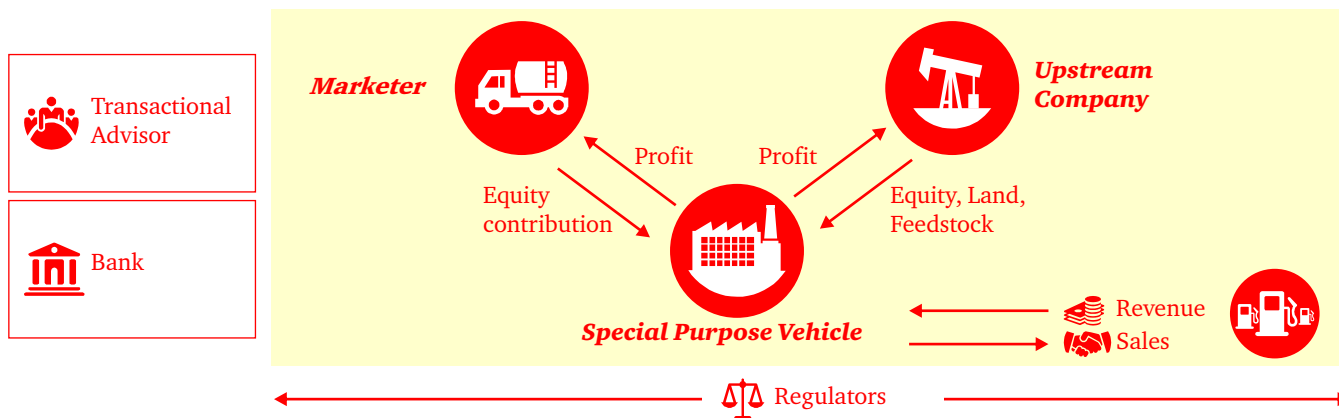 Transactional
Advisor
Bank
Marketer
Upstream
Company
Profit
Profit
Equity
contribution
Equity, Land,
Feedstock
Special Purpose Vehicle
Revenue
Sales
Regulators